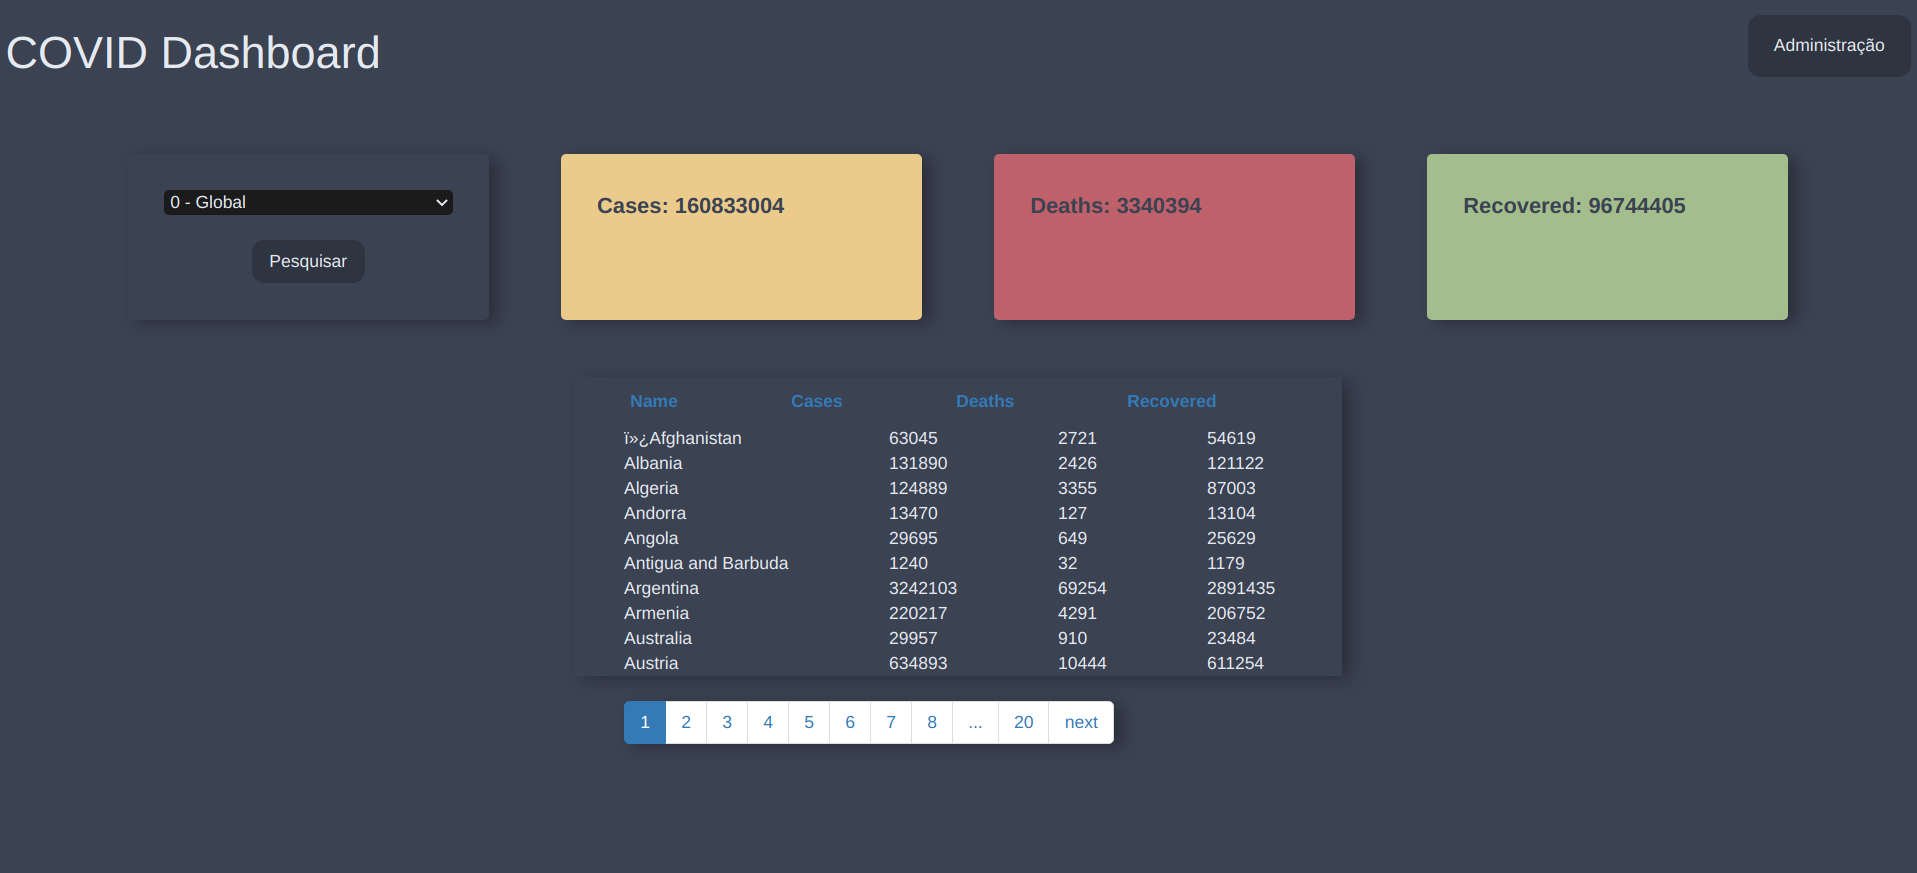 COVID Dashboard
Administração
0 - Global
Pesquisar
Cases: 160833004
Deaths: 3340394
Recovered: 96744405
Name Cases Deaths Recovered
ï»¿Afghanistan 63045 2721 54619
Albania 131890 2426 121122
Algeria 124889 3355 87003
Andorra 13470 127 13104
Angola 29695 649 25629
Antigua and Barbuda 1240 32 1179
Argentina 3242103 69254 2891435
Armenia 220217 4291 206752
Australia 29957 910 23484
Austria 634893 10444 611254
1 2 3 4 5 6 7 8 ... 20 next